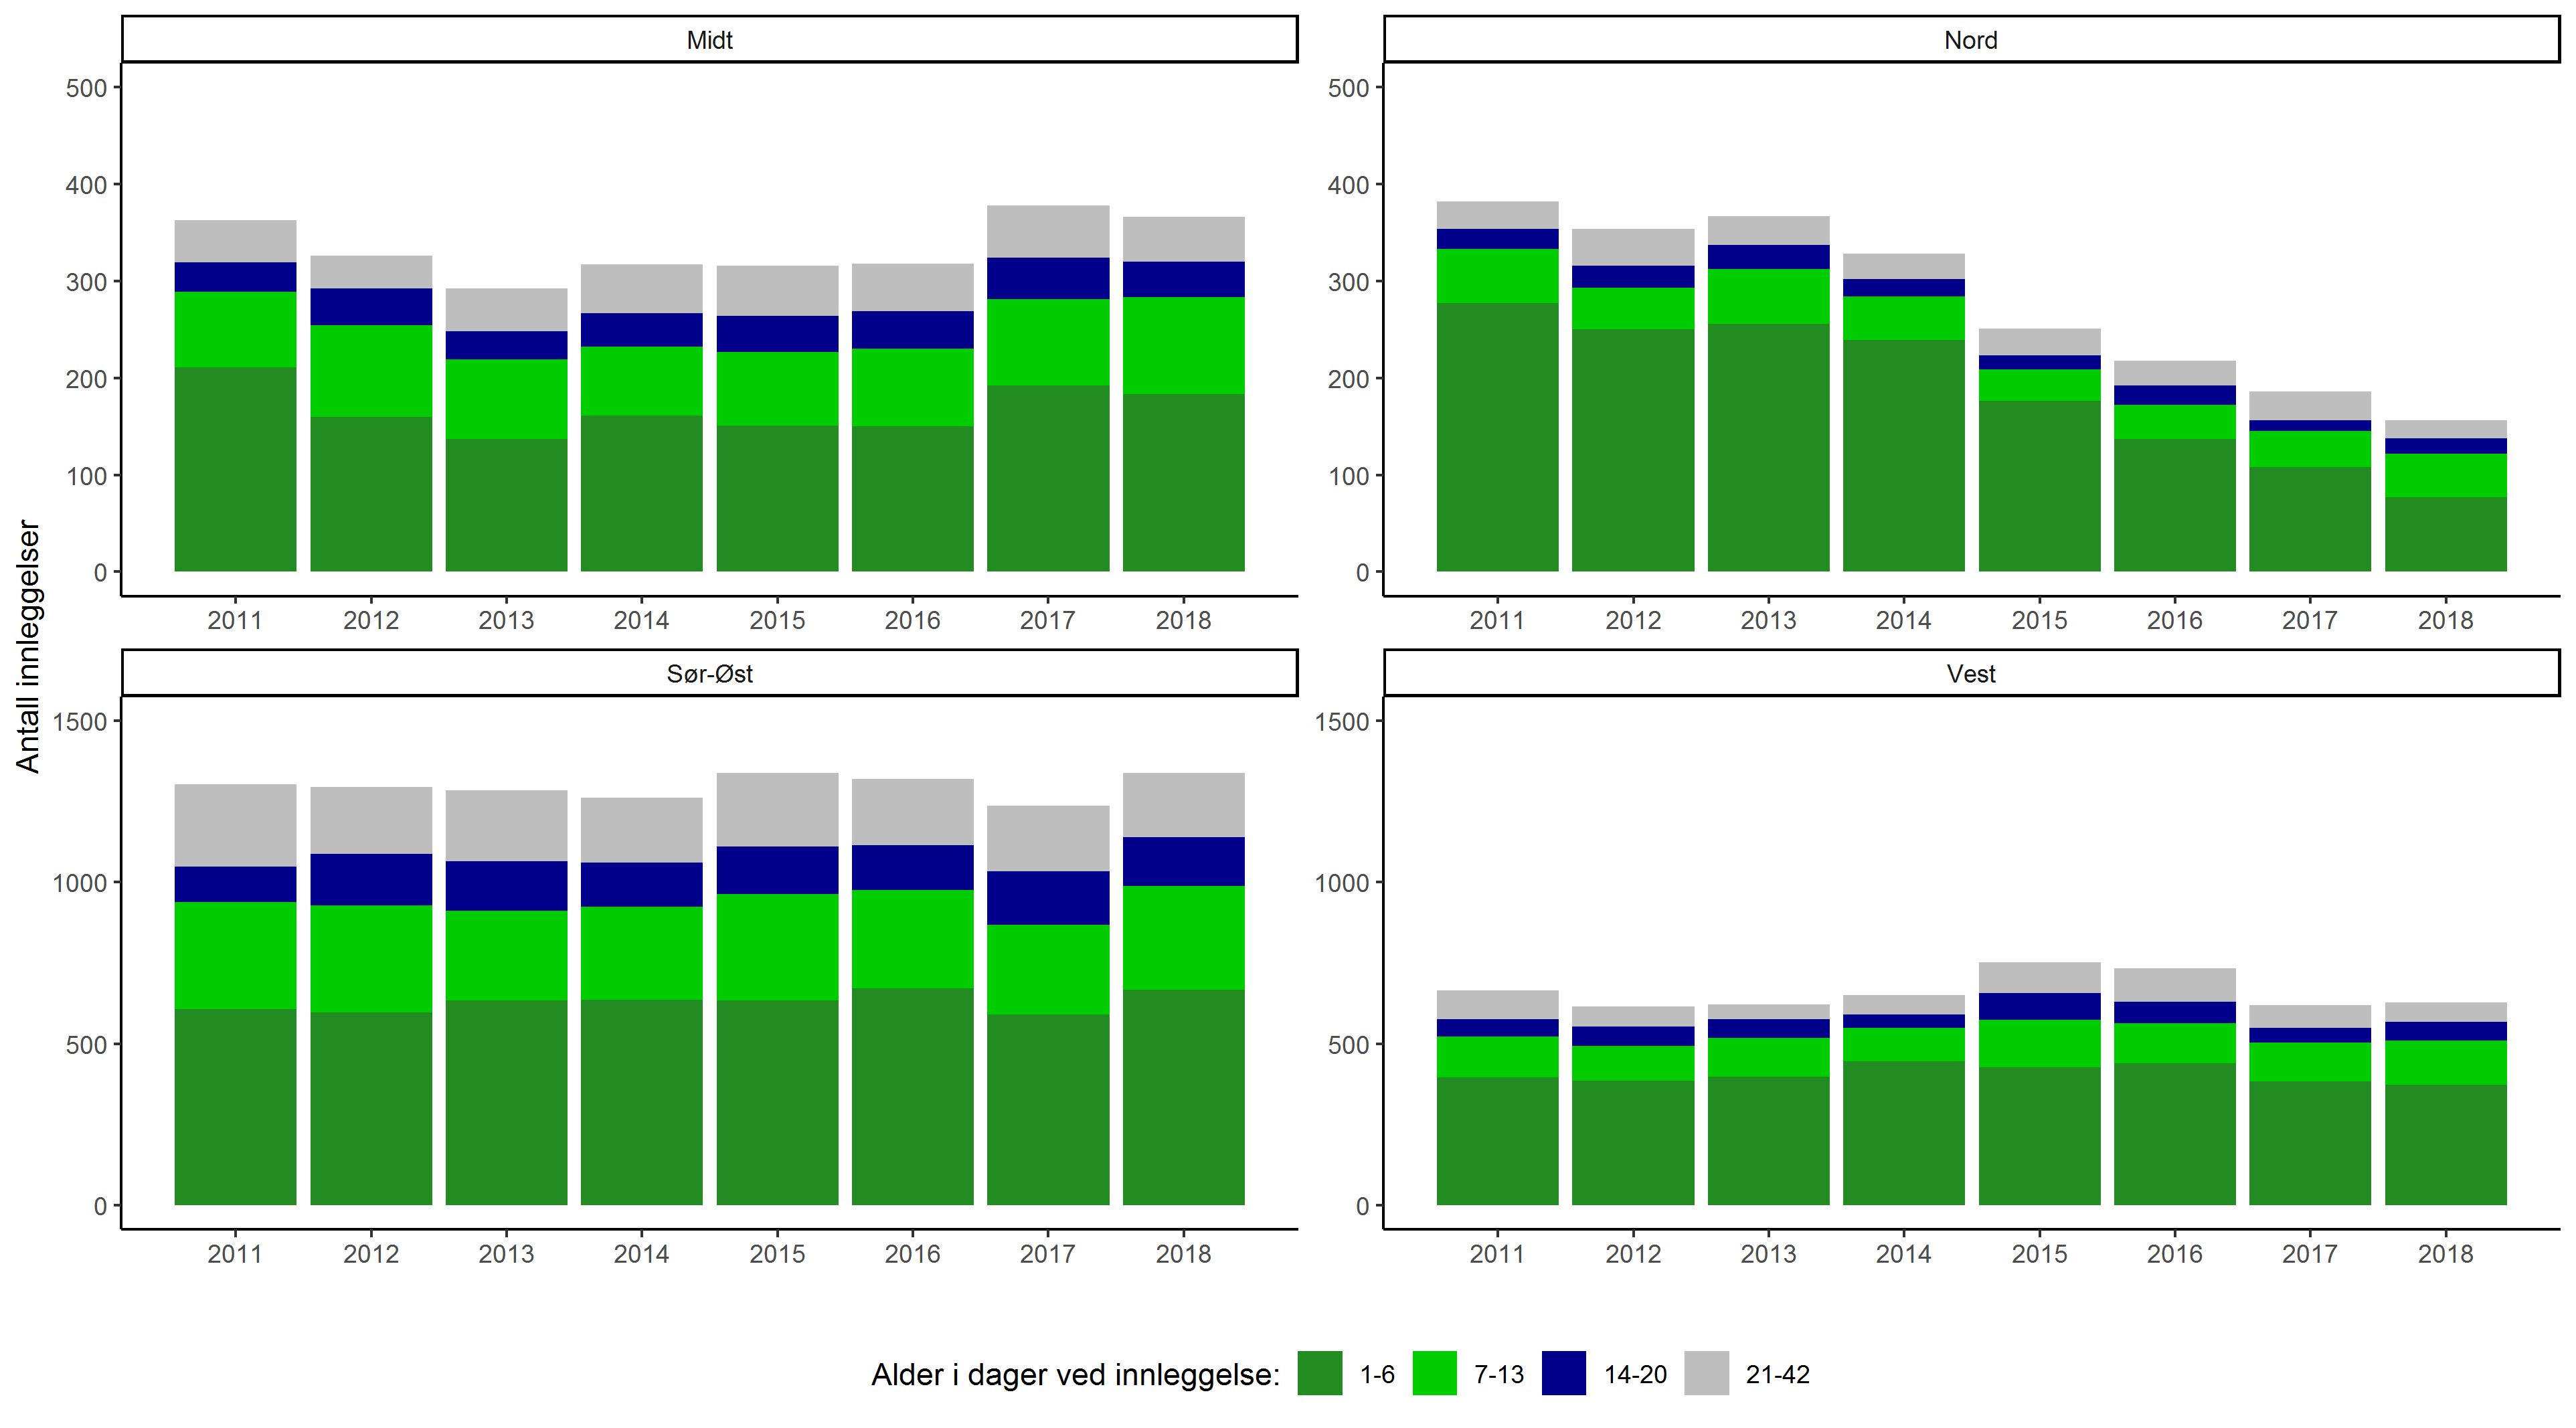 Antall innleggelser
Midt
500
400
300
200
100
0
2011 2012 2013 2014 2015 2016 2017 2018
Nord
500
400
300
200
100
0
2011 2012 2013 2014 2015 2016 2017 2018
Sør-Øst
1500
1000
500
0
2011 2012 2013 2014 2015 2016 2017 2018
Vest
1500
1000
500
0
2011 2012 2013 2014 2015 2016 2017 2018
Alder i dager ved innleggelse: 1-6 7-13 14-20 21-42